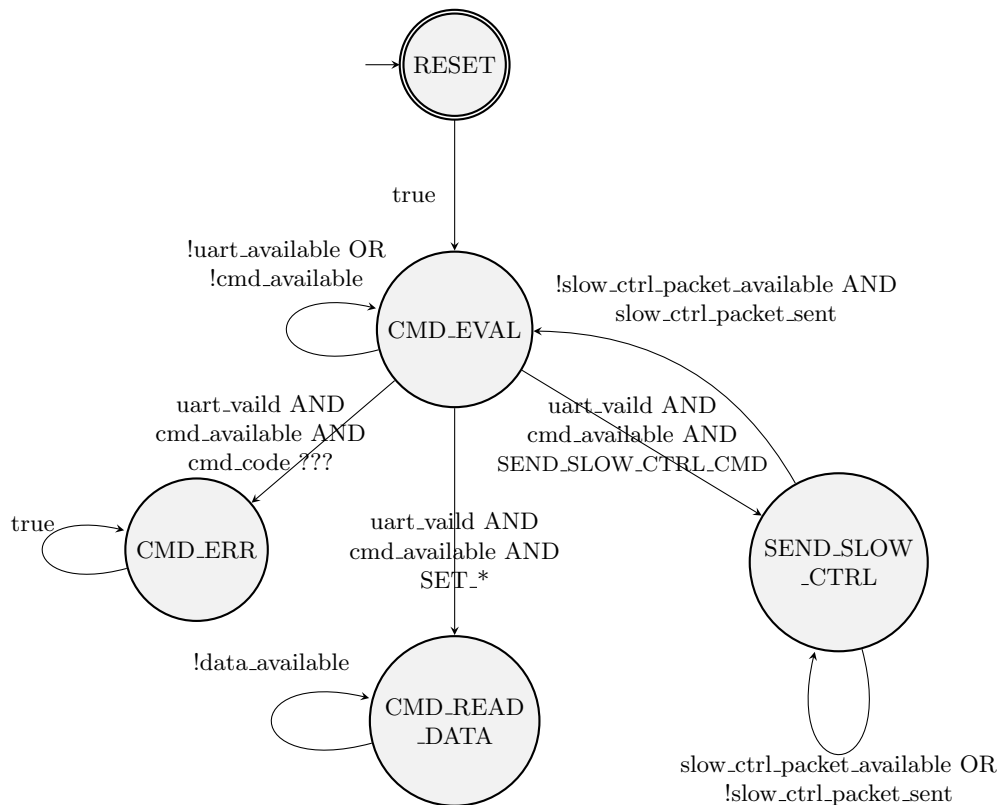 RESET
true
!uart_available OR
!cmd_available
CMD_EVAL
!slow_ctrl_packet_available AND
slow_ctrl_packet_sent
uart_vaild AND
cmd_available AND
cmd_code ???
uart_vaild AND
cmd_available AND
SEND_SLOW_CTRL_CMD
true
CMD_ERR
uart_vaild AND
cmd_available AND
SET_*
SEND_SLOW
_CTRL
!data_available
CMD_READ
_DATA
slow_ctrl_packet_available OR
!slow_ctrl_packet_sent